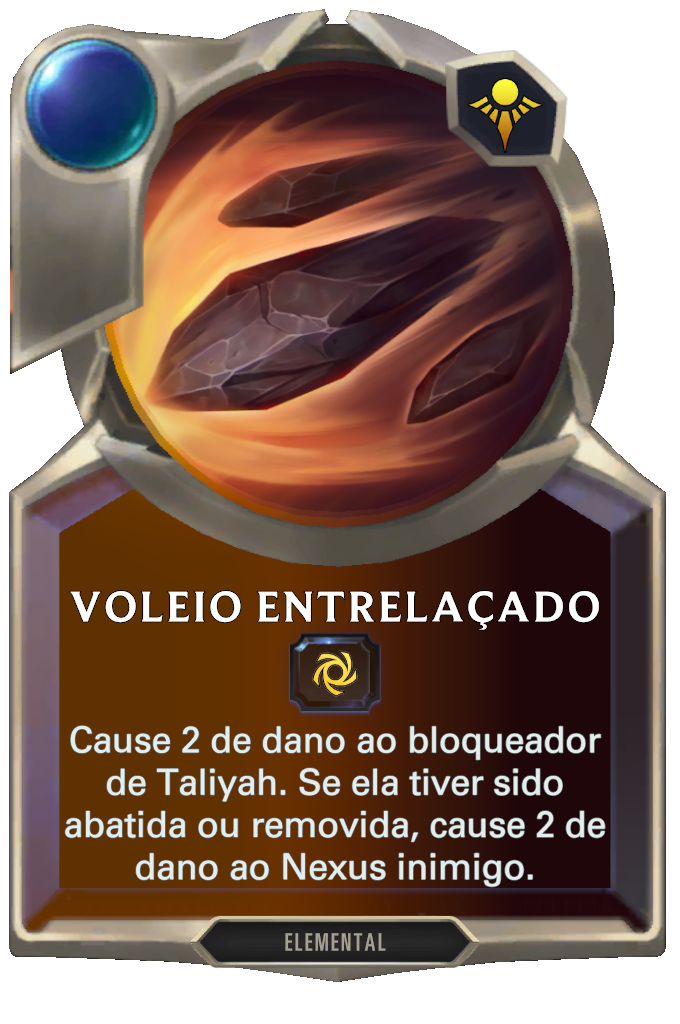 VOLEIO ENTRELAÇADO
Cause 2 de dano ao bloqueador
de Taliyah. Se ela tiver sido
abatida ou removida, cause 2 de
dano ao Nexus inimigo.
ELEMENTAL